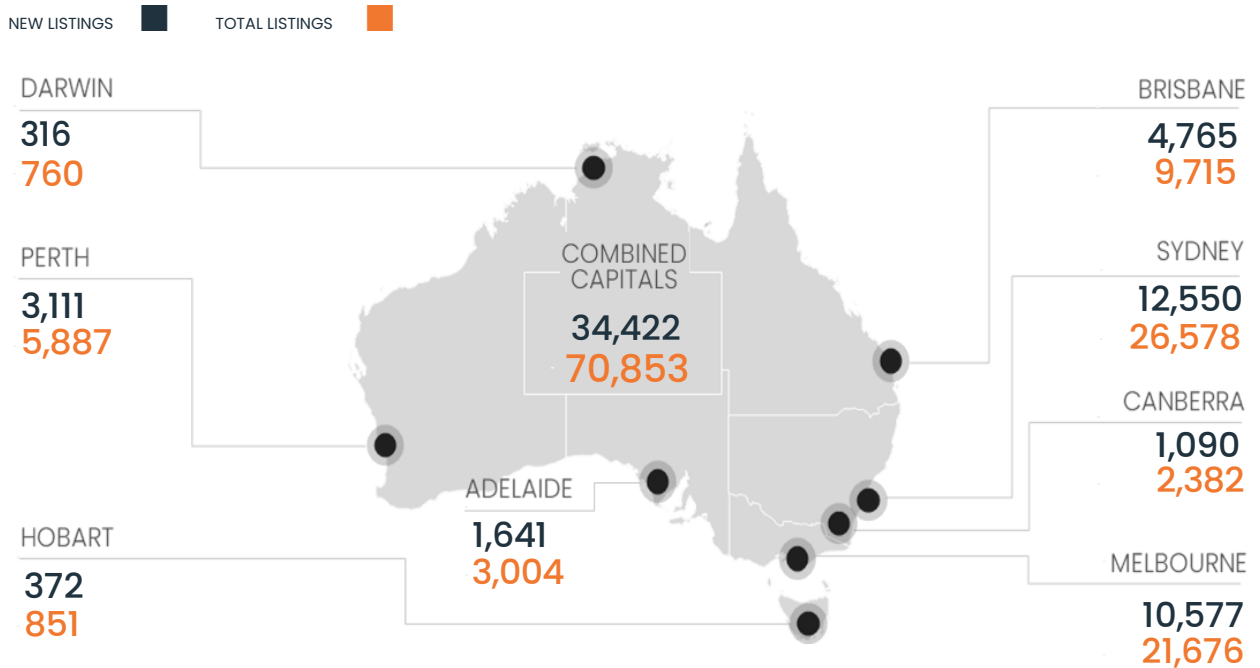 NEW LISTINGS
TOTAL LISTINGS
DARWIN
316
760
PERTH
3,111
5,887
HOBART
372
851
COMBINED
CAPITALS
34,422
70,853
ADELAIDE
1,641
3,004
BRISBANE
4,765
9,715
SYDNEY
12,550
26,578
CANBERRA
1,090
2,382
MELBOURNE
10,577
21,676